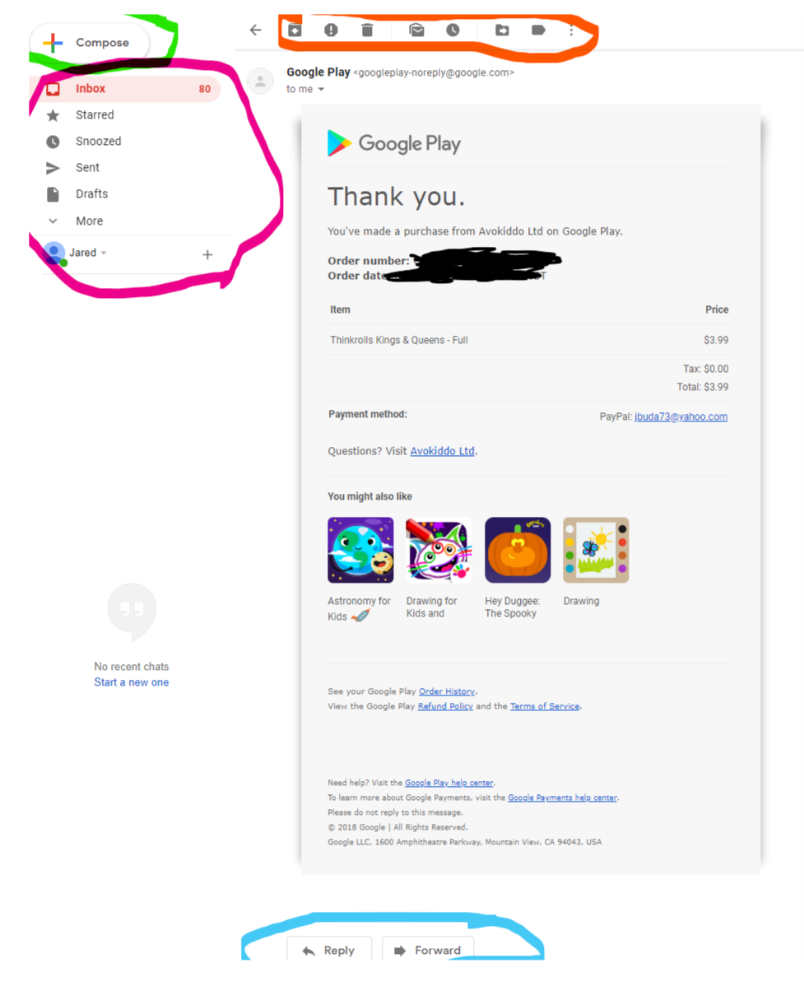 Compose
Inbox 80
Starred
Snoozed
Sent
Drafts
More
Jared
No recent chats
Start a new one
Google Play <googleplay-noreply@google.com>
to me
Google Play
Thank you.
You've made a purchase from Avokiddo Ltd on Google Play.
Order number:
Order date
Item Price
Thinkrolls Kings & Queens - Full $3.99
Tax: $0.00
Total: $3.99
Payment method: PayPal: jbuda73@yahoo.com
Questions? Visit Avokiddo Ltd.
You might also like
Astronomy for
Kids
Drawing for
Kids and
Hey Duggee:
The Spooky
Drawing
See your Google Play Order History.
View the Google Play Refund Policy and the Terms of Service.
Need help? Visit the Google Play help center.
To learn more about Google Payments, visit the Google Payments help center.
Please do not reply to this message.
© 2018 Google | All Rights Reserved.
Google LLC, 1600 Amphitheatre Parkway, Mountain View, CA 94043, USA
Reply Forward